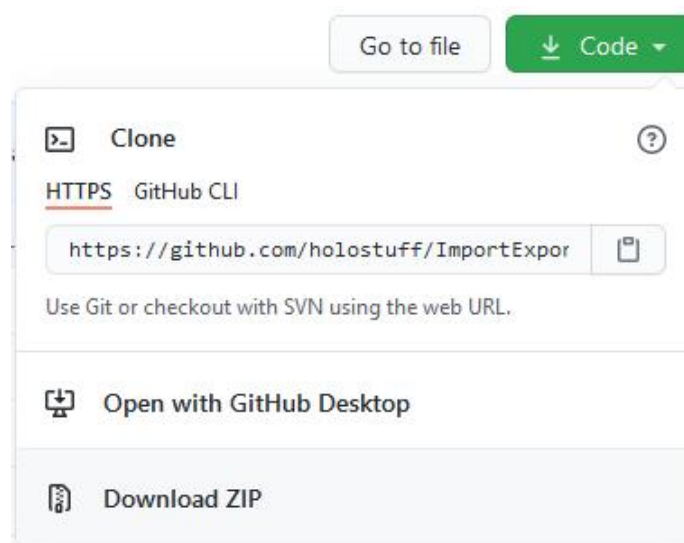 Go to file
Code
Clone
HTTPS GitHub CLI
https://github.com/holostuff/ImportExpor
Use Git or checkout with SVN using the web URL.
Open with GitHub Desktop
Download ZIP